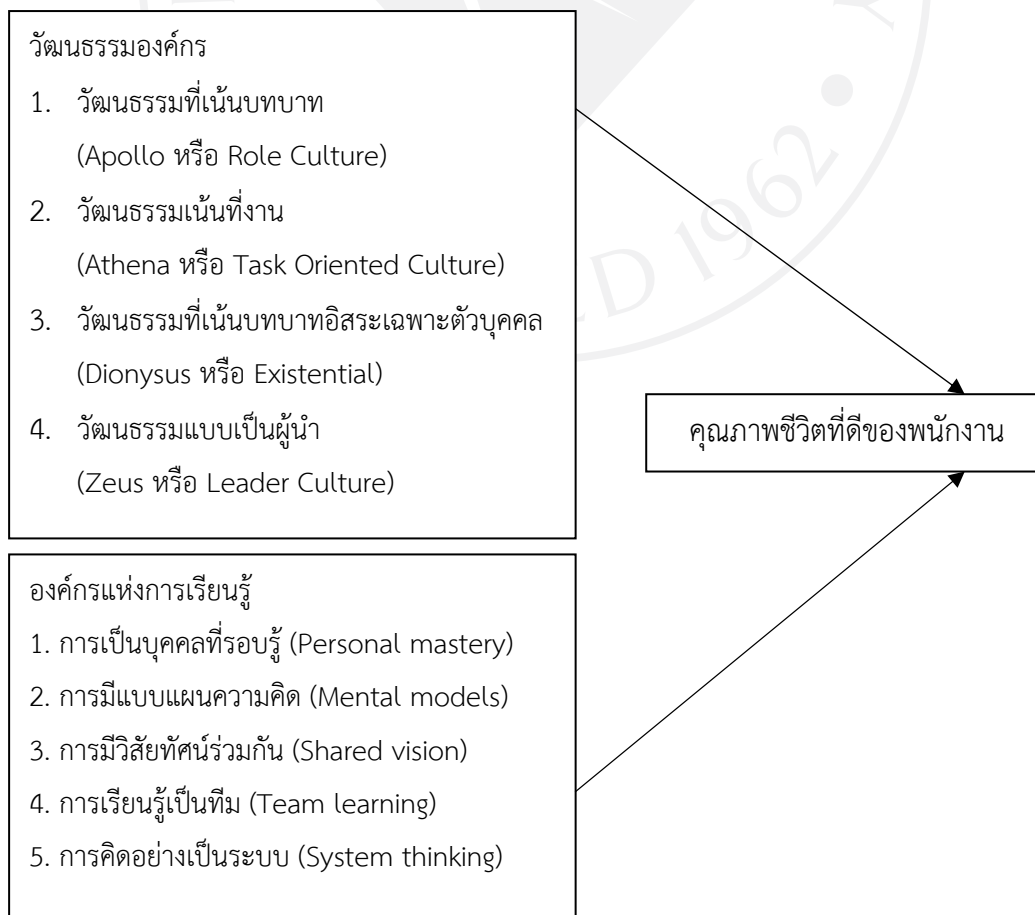 วัฒนธรรมองค์กร
1. วัฒนธรรมที่เน้นบทบาท
(Apollo หรือ Role Culture)
2. วัฒนธรรมเน้นที่งาน
(Athena หรือ Task Oriented Culture)
3. วัฒนธรรมที่เน้นบทบาทอิสระเฉพาะตัวบุคคล
(Dionysus หรือ Existential)
4. วัฒนธรรมแบบเป็นผู้นำ
(Zeus หรือ Leader Culture)
คุณภาพชีวิตที่ดีของพนักงาน
องค์กรแห่งการเรียนรู้
1. การเป็นบุคคลที่รอบรู้ (Personal mastery)
2. การมีแบบแผนความคิด (Mental models)
3. การมีวิสัยทัศน์ร่วมกัน (Shared vision)
4. การเรียนรู้เป็นทีม (Team learning)
5. การคิดอย่างเป็นระบบ (System thinking)
1962